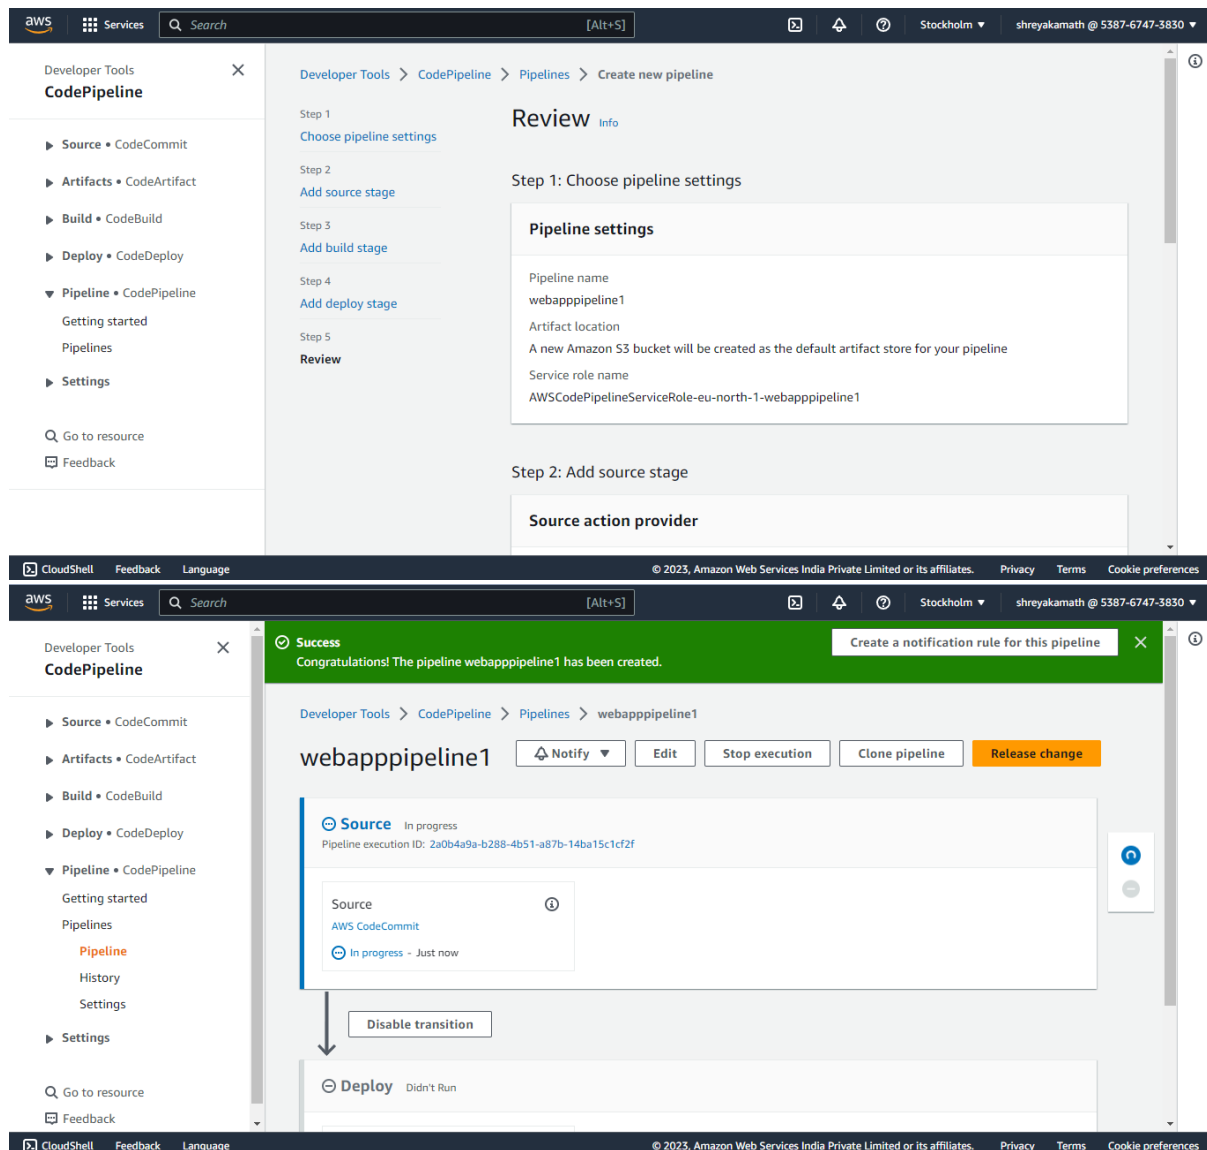 aws Services Search [Alt+S] Stockholm ▼ shreyakamath @ 5387-6747-3830 ▼
Developer Tools
CodePipeline
Source • CodeCommit
Artifacts • CodeArtifact
Build • CodeBuild
Deploy • CodeDeploy
Pipeline • CodePipeline
Getting started
Pipelines
Settings
Go to resource
Feedback
Developer Tools > CodePipeline > Pipelines > Create new pipeline
Step 1
Choose pipeline settings
Step 2
Add source stage
Step 3
Add build stage
Step 4
Add deploy stage
Step 5
Review
Review Info
Step 1: Choose pipeline settings
Pipeline settings
Pipeline name
webapppipeline1
Artifact location
A new Amazon S3 bucket will be created as the default artifact store for your pipeline
Service role name
AWSCodePipelineServiceRole-eu-north-1-webapppipeline1
Step 2: Add source stage
Source action provider
CloudShell Feedback Language © 2023, Amazon Web Services India Private Limited or its affiliates. Privacy Terms Cookie preferences
aws Services Search [Alt+S] Stockholm ▼ shreyakamath @ 5387-6747-3830 ▼
Developer Tools
CodePipeline
Source • CodeCommit
Artifacts • CodeArtifact
Build • CodeBuild
Deploy • CodeDeploy
Pipeline • CodePipeline
Getting started
Pipelines
Pipeline
History
Settings
Settings
Go to resource
Feedback
Success
Congratulations! The pipeline webapppipeline1 has been created.
Create a notification rule for this pipeline
Developer Tools > CodePipeline > Pipelines > webapppipeline1
webapppipeline1 Notify ▼ Edit Stop execution Clone pipeline Release change
Source In progress
Pipeline execution ID: 2a0b4a9a-b288-4b51-a87b-14ba15c1cf2f
Source
AWS CodeCommit
In progress - Just now
Disable transition
Deploy Didn't Run
CloudShell Feedback Language © 2023, Amazon Web Services India Private Limited or its affiliates. Privacy Terms Cookie preferences